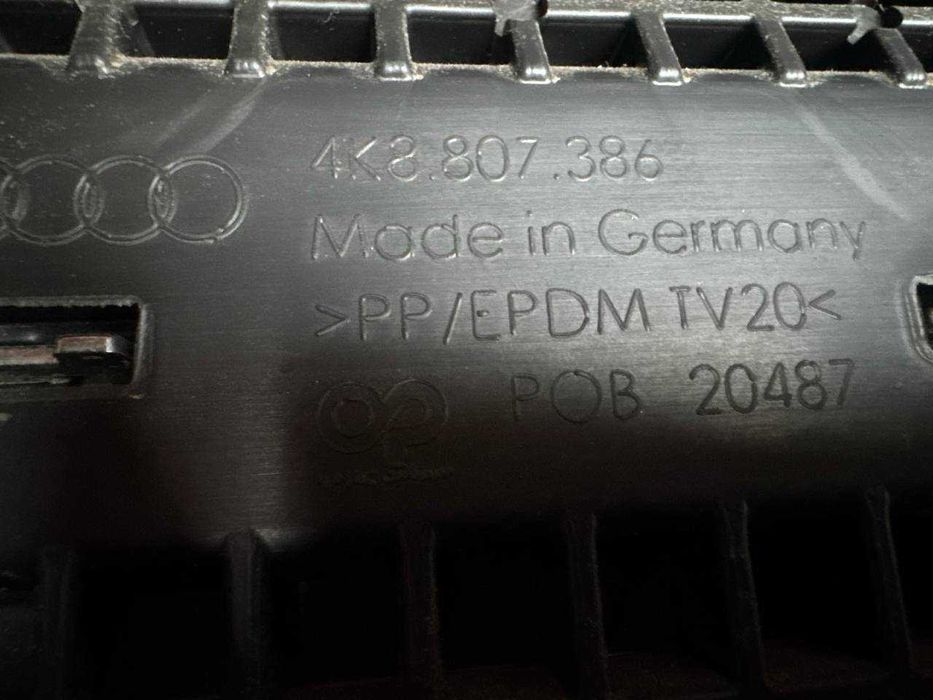 4K8.807.386
Made in Germany
>PP/EPDM TV20<
POB 20487